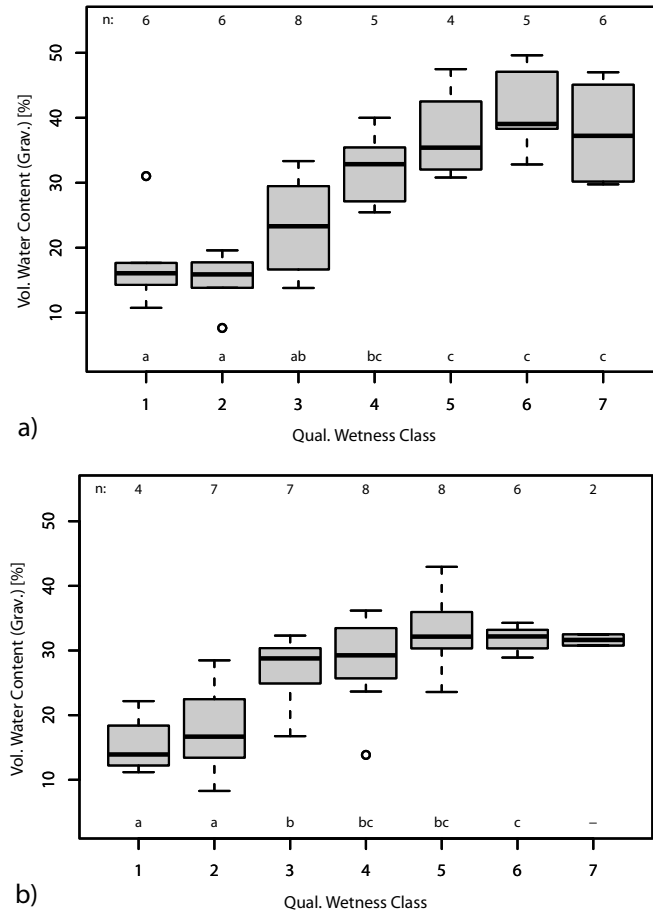 n: 6 6 8 5 4 5 6
50
40
30
20
10
Vol. Water Content (Grav.) [%]
a a ab bc c c c
1 2 3 4 5 6 7
a)
Qual. Wetness Class
n: 4 7 7 8 8 6 2
50
40
30
20
10
Vol. Water Content (Grav.) [%]
a a b bc bc c –
1 2 3 4 5 6 7
b)
Qual. Wetness Class